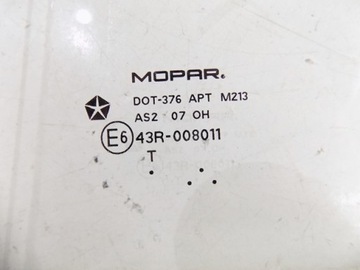 MOPAR®
DOT-376 APT M213
AS2 07 OH
E6 43R-008011
T